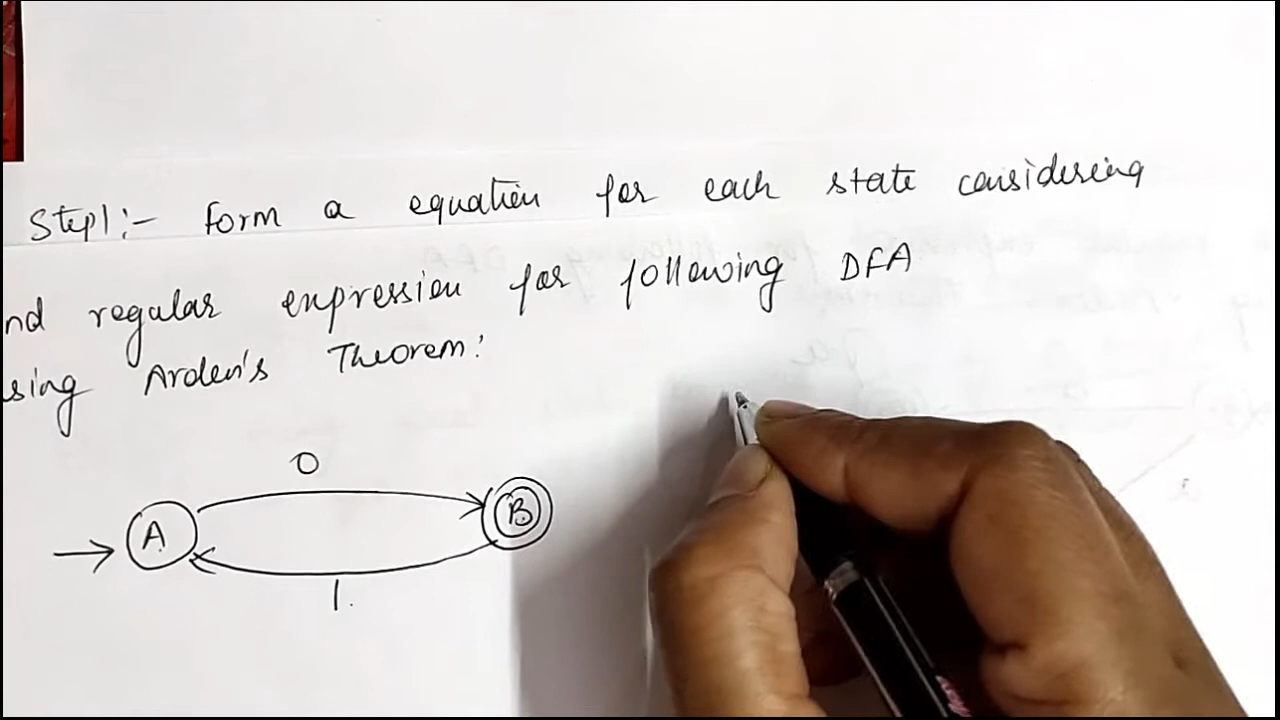 Step1:- Form a equation for each state considering
nd regular expression for following DFA
sing Arden's Theorem:
0
A
B
1.